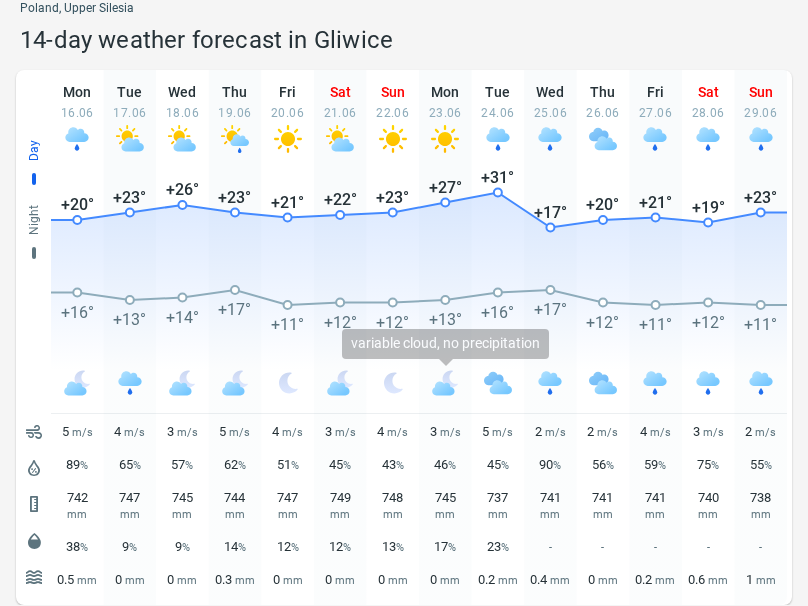 Poland, Upper Silesia
14-day weather forecast in Gliwice
Mon Tue Wed Thu Fri Sat Sun Mon Tue Wed Thu Fri Sat Sun
16.06 17.06 18.06 19.06 20.06 21.06 22.06 23.06 24.06 25.06 26.06 27.06 28.06 29.06
Day
+20° +23° +26° +23° +21° +22° +23° +27° +31° +17° +20° +21° +19° +23°
Night
+16° +13° +14° +17° +11° +12° +12° +13° +16° +17° +12° +11° +12° +11°
variable cloud, no precipitation
5 m/s 4 m/s 3 m/s 5 m/s 4 m/s 3 m/s 4 m/s 3 m/s 5 m/s 2 m/s 2 m/s 4 m/s 3 m/s 2 m/s
89% 65% 57% 62% 51% 45% 43% 46% 45% 90% 56% 59% 75% 55%
742 747 745 744 747 749 748 745 737 741 741 741 740 738
mm mm mm mm mm mm mm mm mm mm mm mm mm mm
38% 9% 9% 14% 12% 12% 13% 17% 23% - - - - -
0.5 mm 0 mm 0 mm 0.3 mm 0 mm 0 mm 0 mm 0 mm 0.2 mm 0.4 mm 0 mm 0.2 mm 0.6 mm 1 mm